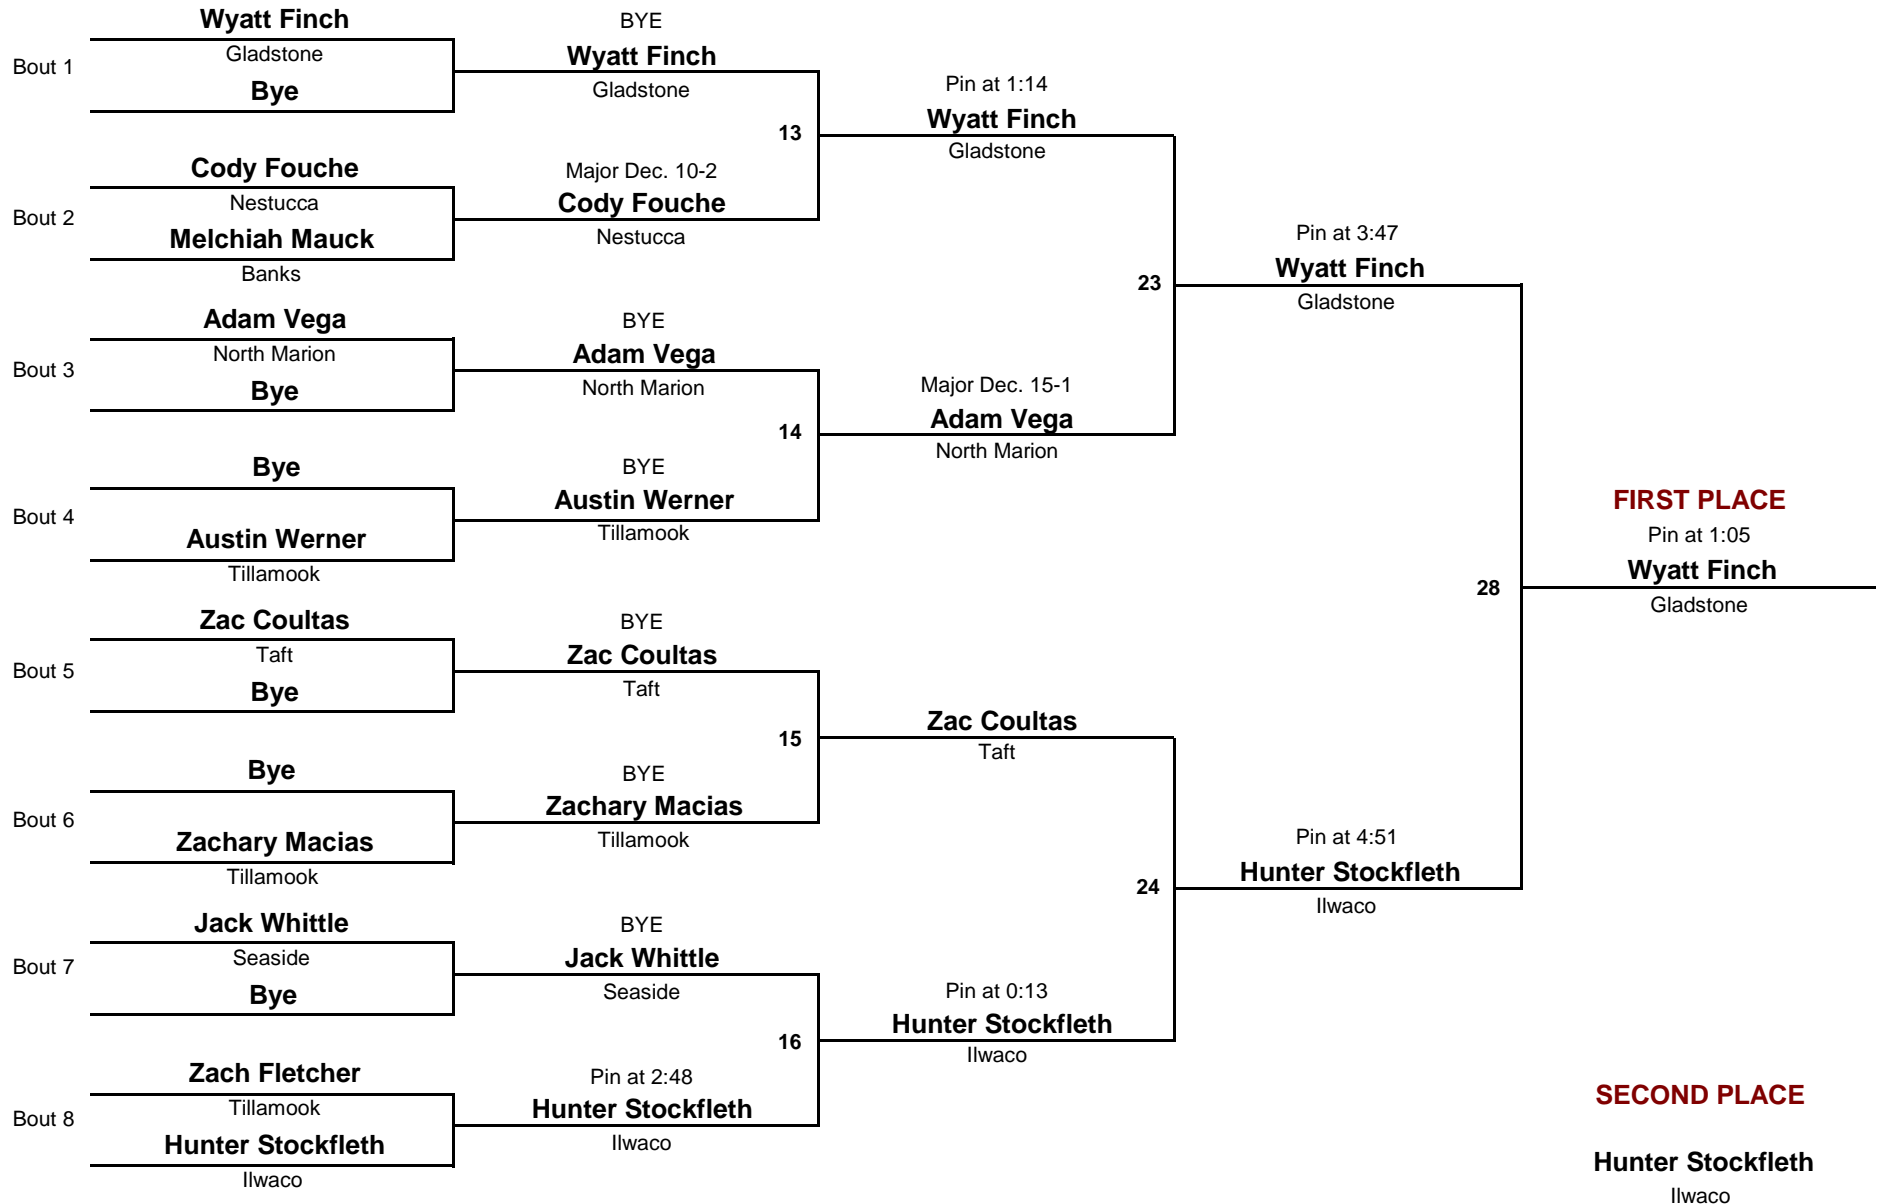 Wyatt Finch
Bout 1
Gladstone
Bye
BYE
Wyatt Finch
Gladstone
13
Cody Fouche
Bout 2
Nestucca
Melchiah Mauck
Banks
Major Dec. 10-2
Cody Fouche
Nestucca
Pin at 1:14
Wyatt Finch
Gladstone
23
Adam Vega
Bout 3
North Marion
Bye
BYE
Adam Vega
North Marion
14
Bye
Bout 4
Austin Werner
Tillamook
BYE
Austin Werner
Tillamook
Major Dec. 15-1
Adam Vega
North Marion
Pin at 3:47
Wyatt Finch
Gladstone
28
Zac Coultas
Bout 5
Taft
Bye
BYE
Zac Coultas
Taft
15
Bye
Bout 6
Zachary Macias
Tillamook
BYE
Zachary Macias
Tillamook
Zac Coultas
Taft
24
Jack Whittle
Bout 7
Seaside
Bye
BYE
Jack Whittle
Seaside
16
Zach Fletcher
Bout 8
Tillamook
Hunter Stockfleth
Ilwaco
Pin at 2:48
Hunter Stockfleth
Ilwaco
Pin at 0:13
Hunter Stockfleth
Ilwaco
Pin at 4:51
Hunter Stockfleth
Ilwaco
FIRST PLACE
Pin at 1:05
Wyatt Finch
Gladstone
SECOND PLACE
Hunter Stockfleth
Ilwaco